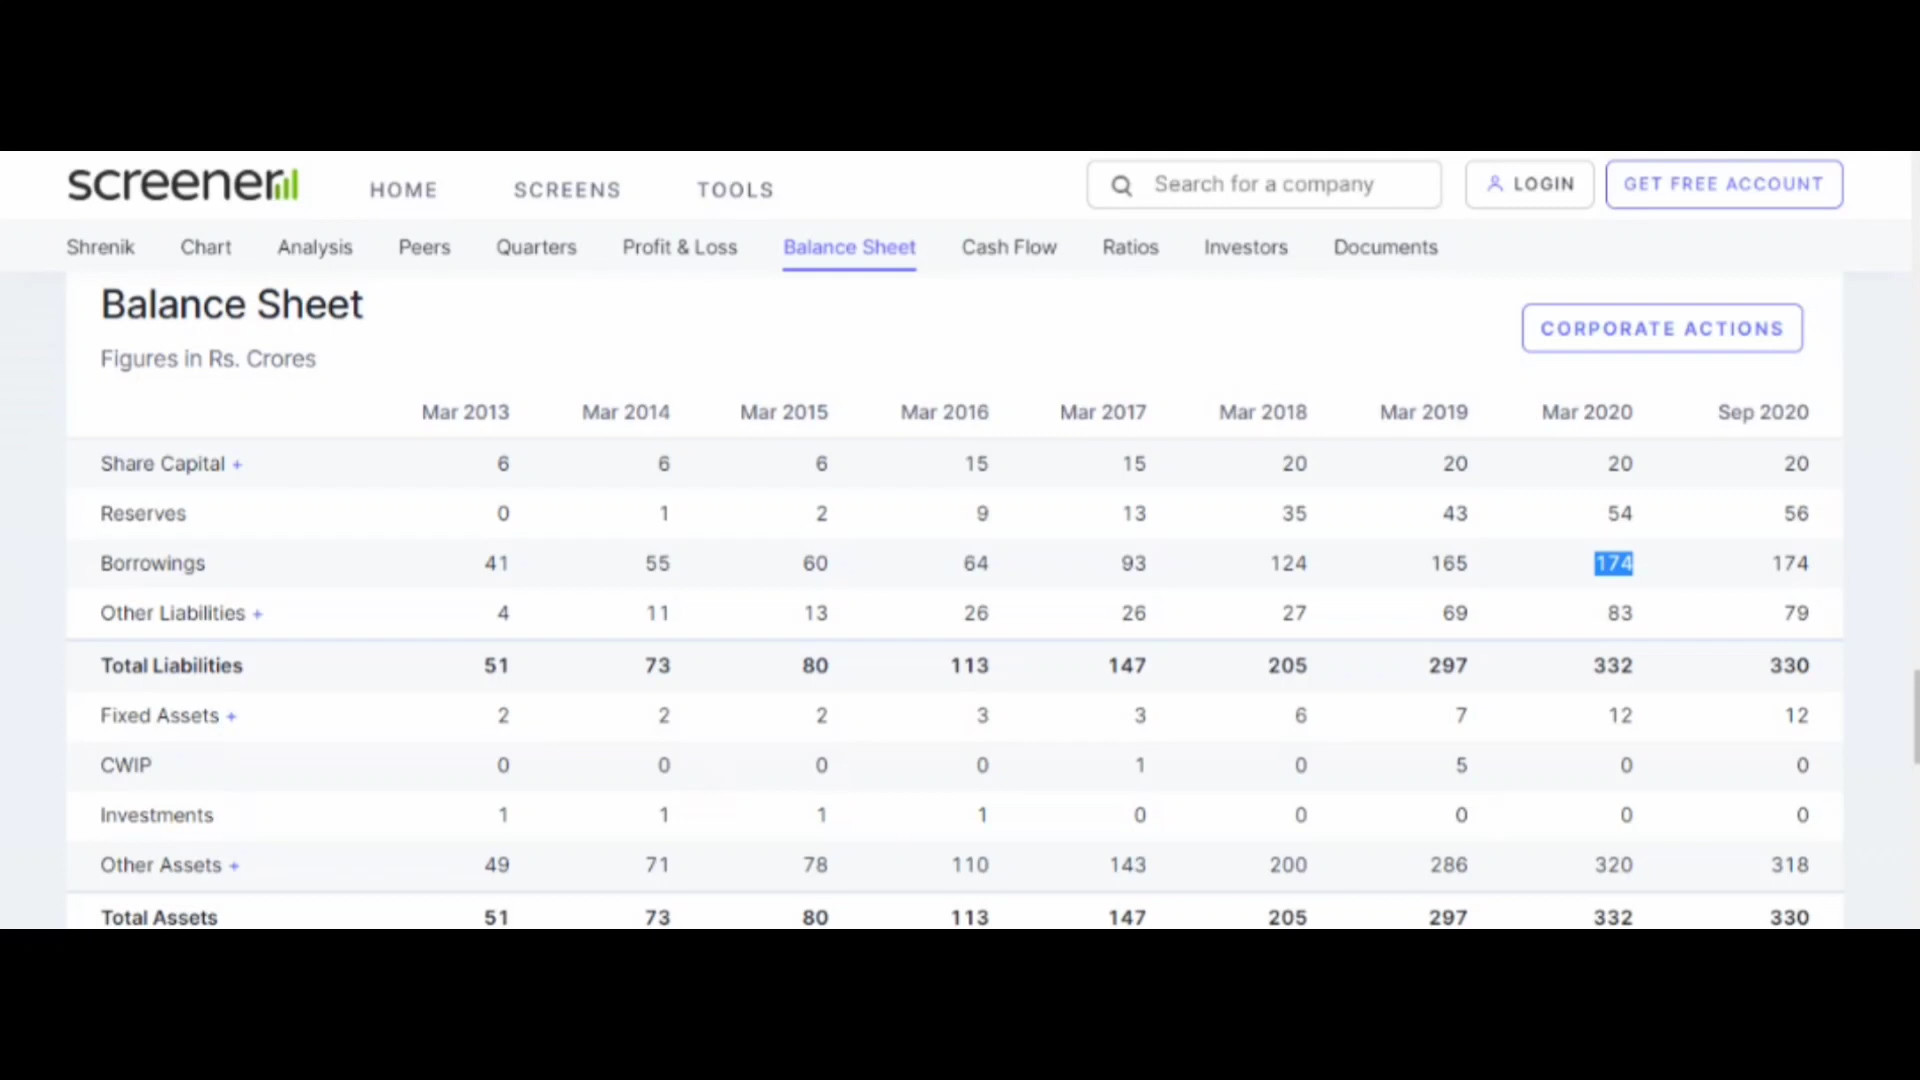 screener HOME SCREENS TOOLS Search for a company LOGIN GET FREE ACCOUNT
Shrenik Chart Analysis Peers Quarters Profit & Loss Balance Sheet Cash Flow Ratios Investors Documents
Balance Sheet
CORPORATE ACTIONS
Figures in Rs. Crores
Mar 2013 Mar 2014 Mar 2015 Mar 2016 Mar 2017 Mar 2018 Mar 2019 Mar 2020 Sep 2020
Share Capital + 6 6 6 15 15 20 20 20 20
Reserves 0 1 2 9 13 35 43 54 56
Borrowings 41 55 60 64 93 124 165 174 174
Other Liabilities + 4 11 13 26 26 27 69 83 79
Total Liabilities 51 73 80 113 147 205 297 332 330
Fixed Assets + 2 2 2 3 3 6 7 12 12
CWIP 0 0 0 0 1 0 5 0 0
Investments 1 1 1 1 0 0 0 0 0
Other Assets + 49 71 78 110 143 200 286 320 318
Total Assets 51 73 80 113 147 205 297 332 330